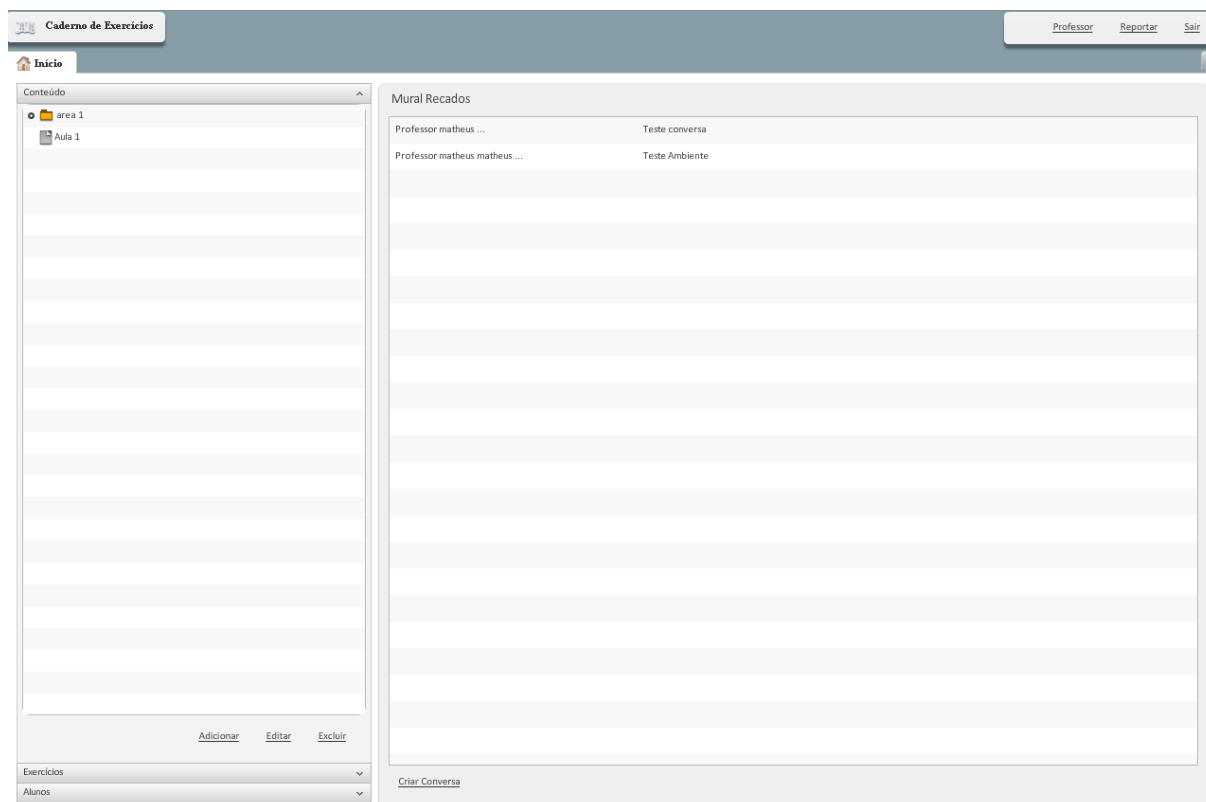 Caderno de Exercícios
Professor Reportar Sair
Início
Conteúdo
area 1
Aula 1
Adicionar Editar Excluir
Exercícios
Alunos
Mural Recados
Professor matheus ... Teste conversa
Professor matheus matheus ... Teste Ambiente
Criar Conversa